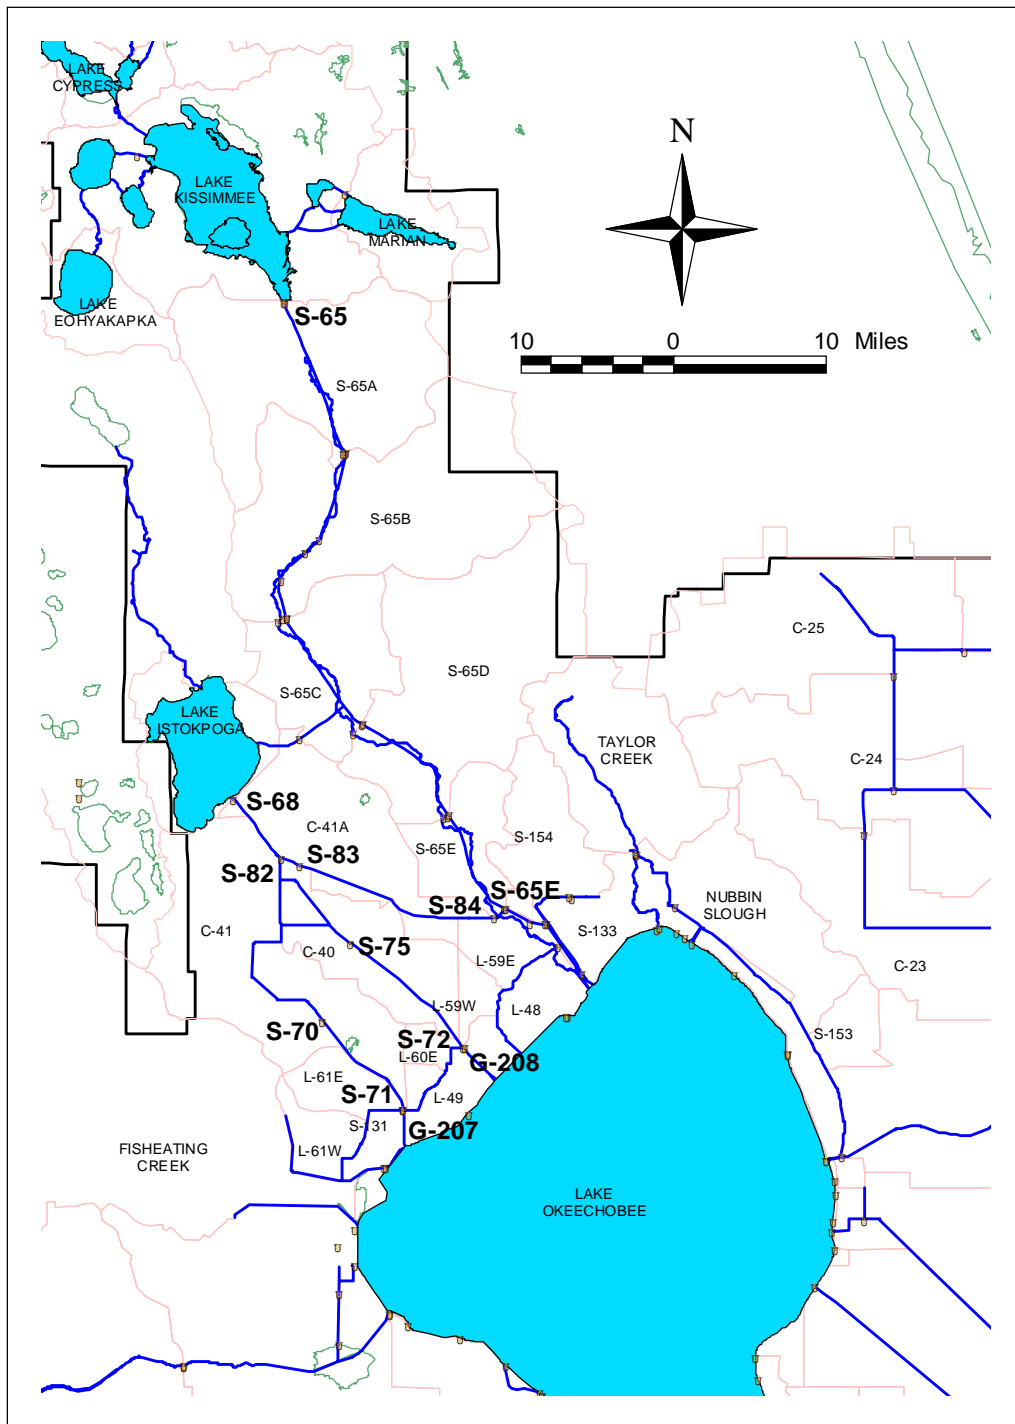 LAKE
CYPRESS
N
LAKE
KISSIMMEE
LAKE
MARIAN
LAKE
EOHYAKAPKA
S-65
10 0 10 Miles
S-65A
S-65B
C-25
S-65D
S-65C
LAKE
ISTOKPOGA
TAYLOR
CREEK
C-24
S-68
C-41A
S-154
S-65E
S-83
S-82
S-65E
S-84
NUBBIN
SLOUGH
C-41
S-133
C-40
S-75
L-59E
C-23
L-59W
L-48
S-70
S-72
L-60E
G-208
S-153
L-61E
S-71
L-49
S-131
G-207
FISHEATING
CREEK
L-61W
LAKE
OKEECHOBEE